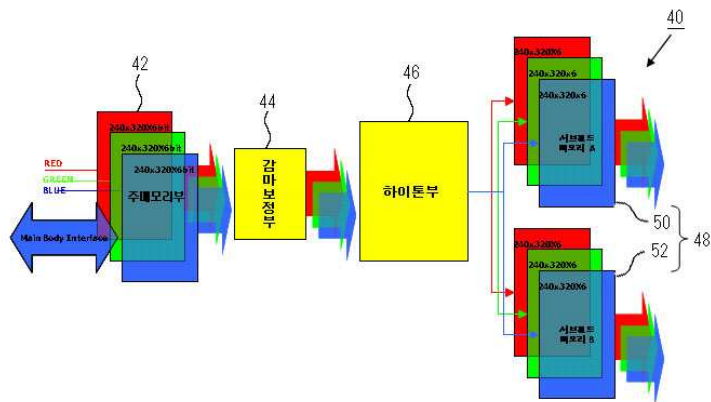 40
42
44
46
240x320X6bit
240x320X6bit
240x320X6bit
RED
GREEN
BLUE
주메모리부
Main Body Interface
감마보정부
하이톤부
240x320X6
240x320x6
240x320x6
서브필드
메모리 A
50
48
52
240x320X6
240x320X6
240x320X6
서브필드
메모리 B